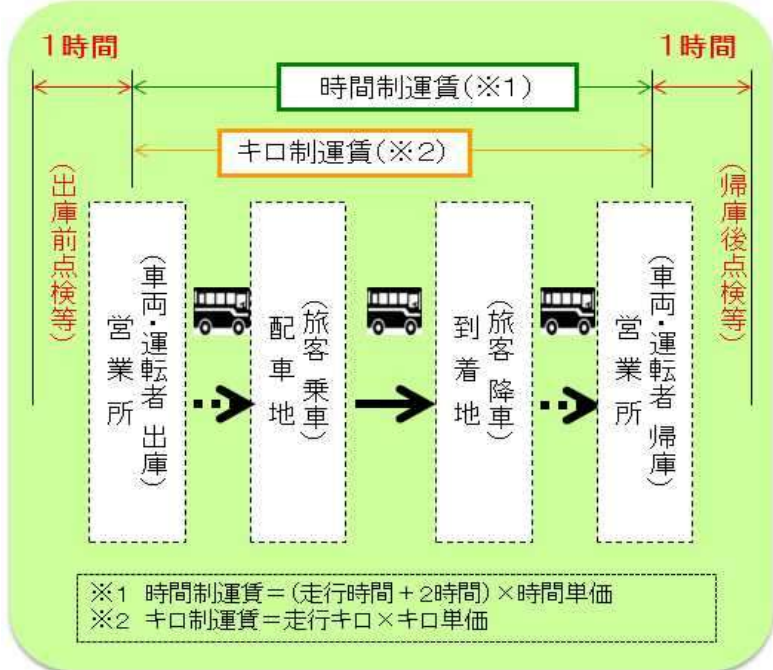 1時間
1時間
時間制運賃(※1)
キロ制運賃(※2)
(出庫前点検等)
営業所
(車両・運転者 出庫)
配車地
(旅客 乗車)
到着地
(旅客 降車)
営業所
(車両・運転者 帰庫)
(帰庫後点検等)
※1 時間制運賃=(走行時間+2時間)×時間単価
※2 キロ制運賃=走行キロ×キロ単価